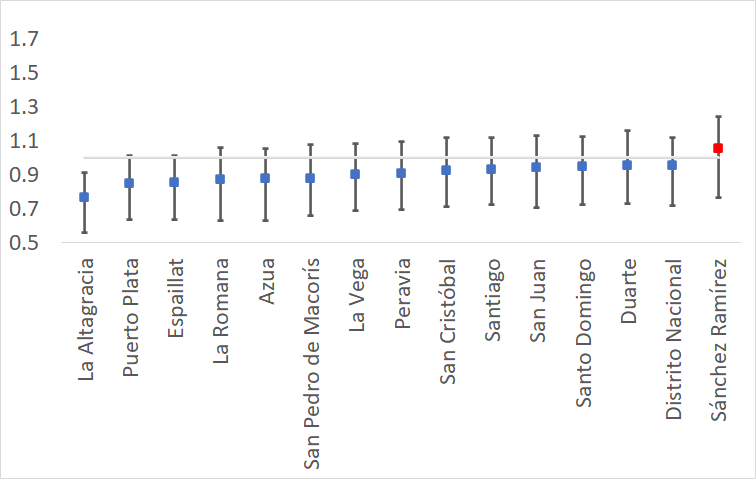 1.7
1.5
1.3
1.1
0.9
0.7
0.5
La Altagracia
Puerto Plata
Espaillat
La Romana
Azua
San Pedro de Macorís
La Vega
Peravia
San Cristóbal
Santiago
San Juan
Santo Domingo
Duarte
Distrito Nacional
Sánchez Ramírez